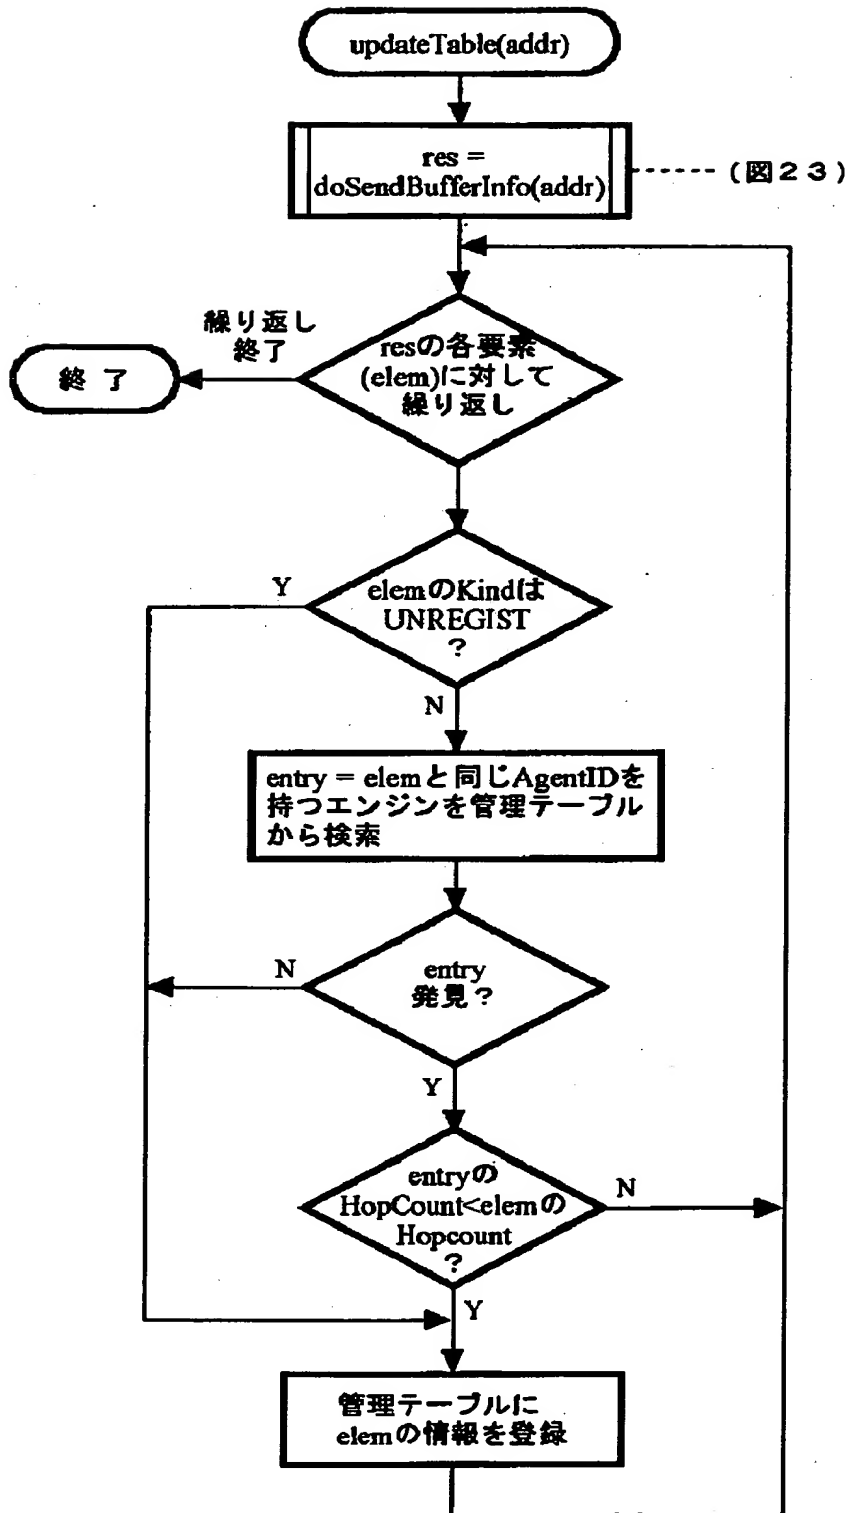 updateTable(addr)
res =
doSendBufferInfo(addr)
(図23)
繰り返し
終了
終 了
resの各要素
(elem)に対して
繰り返し
Y
elemのKindは
UNREGIST
?
N
entry = elemと同じAgentIDを
持つエンジンを管理テーブル
から検索
N
entry
発見?
Y
entryの
HopCount<elemの
Hopcount
?
N
Y
管理テーブルに
elemの情報を登録